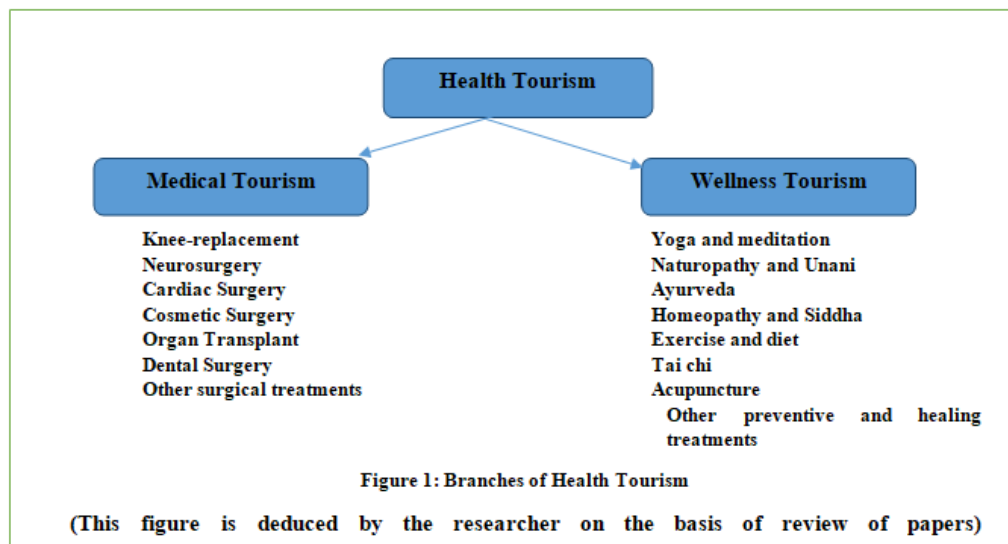 Health Tourism
Medical Tourism
Wellness Tourism
Knee-replacement
Neurosurgery
Cardiac Surgery
Cosmetic Surgery
Organ Transplant
Dental Surgery
Other surgical treatments
Yoga and meditation
Naturopathy and Unani
Ayurveda
Homeopathy and Siddha
Exercise and diet
Tai chi
Acupuncture
Other preventive and healing
treatments
Figure 1: Branches of Health Tourism
(This figure is deduced by the researcher on the basis of review of papers)